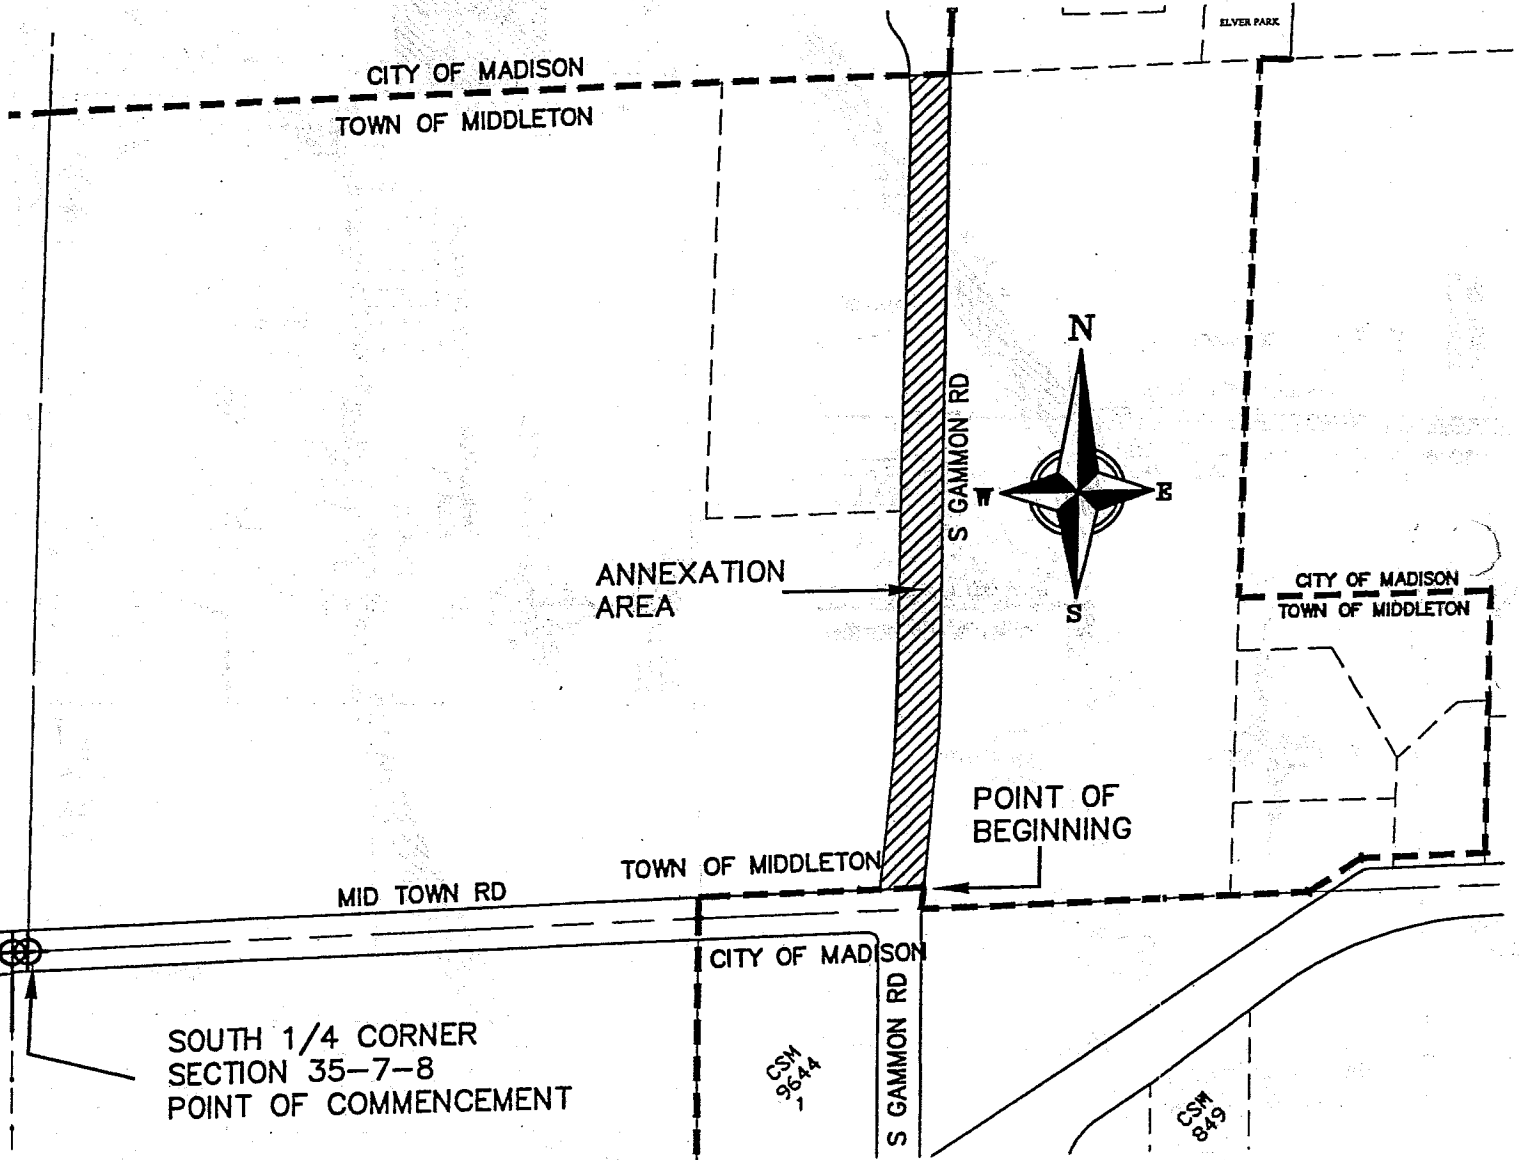 ELVER PARK
CITY OF MADISON
TOWN OF MIDDLETON
N
S GAMMON RD
W
E
ANNEXATION
AREA
S
CITY OF MADISON
TOWN OF MIDDLETON
POINT OF
BEGINNING
TOWN OF MIDDLETON
MID TOWN RD
CITY OF MADISON
SOUTH 1/4 CORNER
SECTION 35-7-8
POINT OF COMMENCEMENT
CSM
9644
1
S GAMMON RD
CSM
849